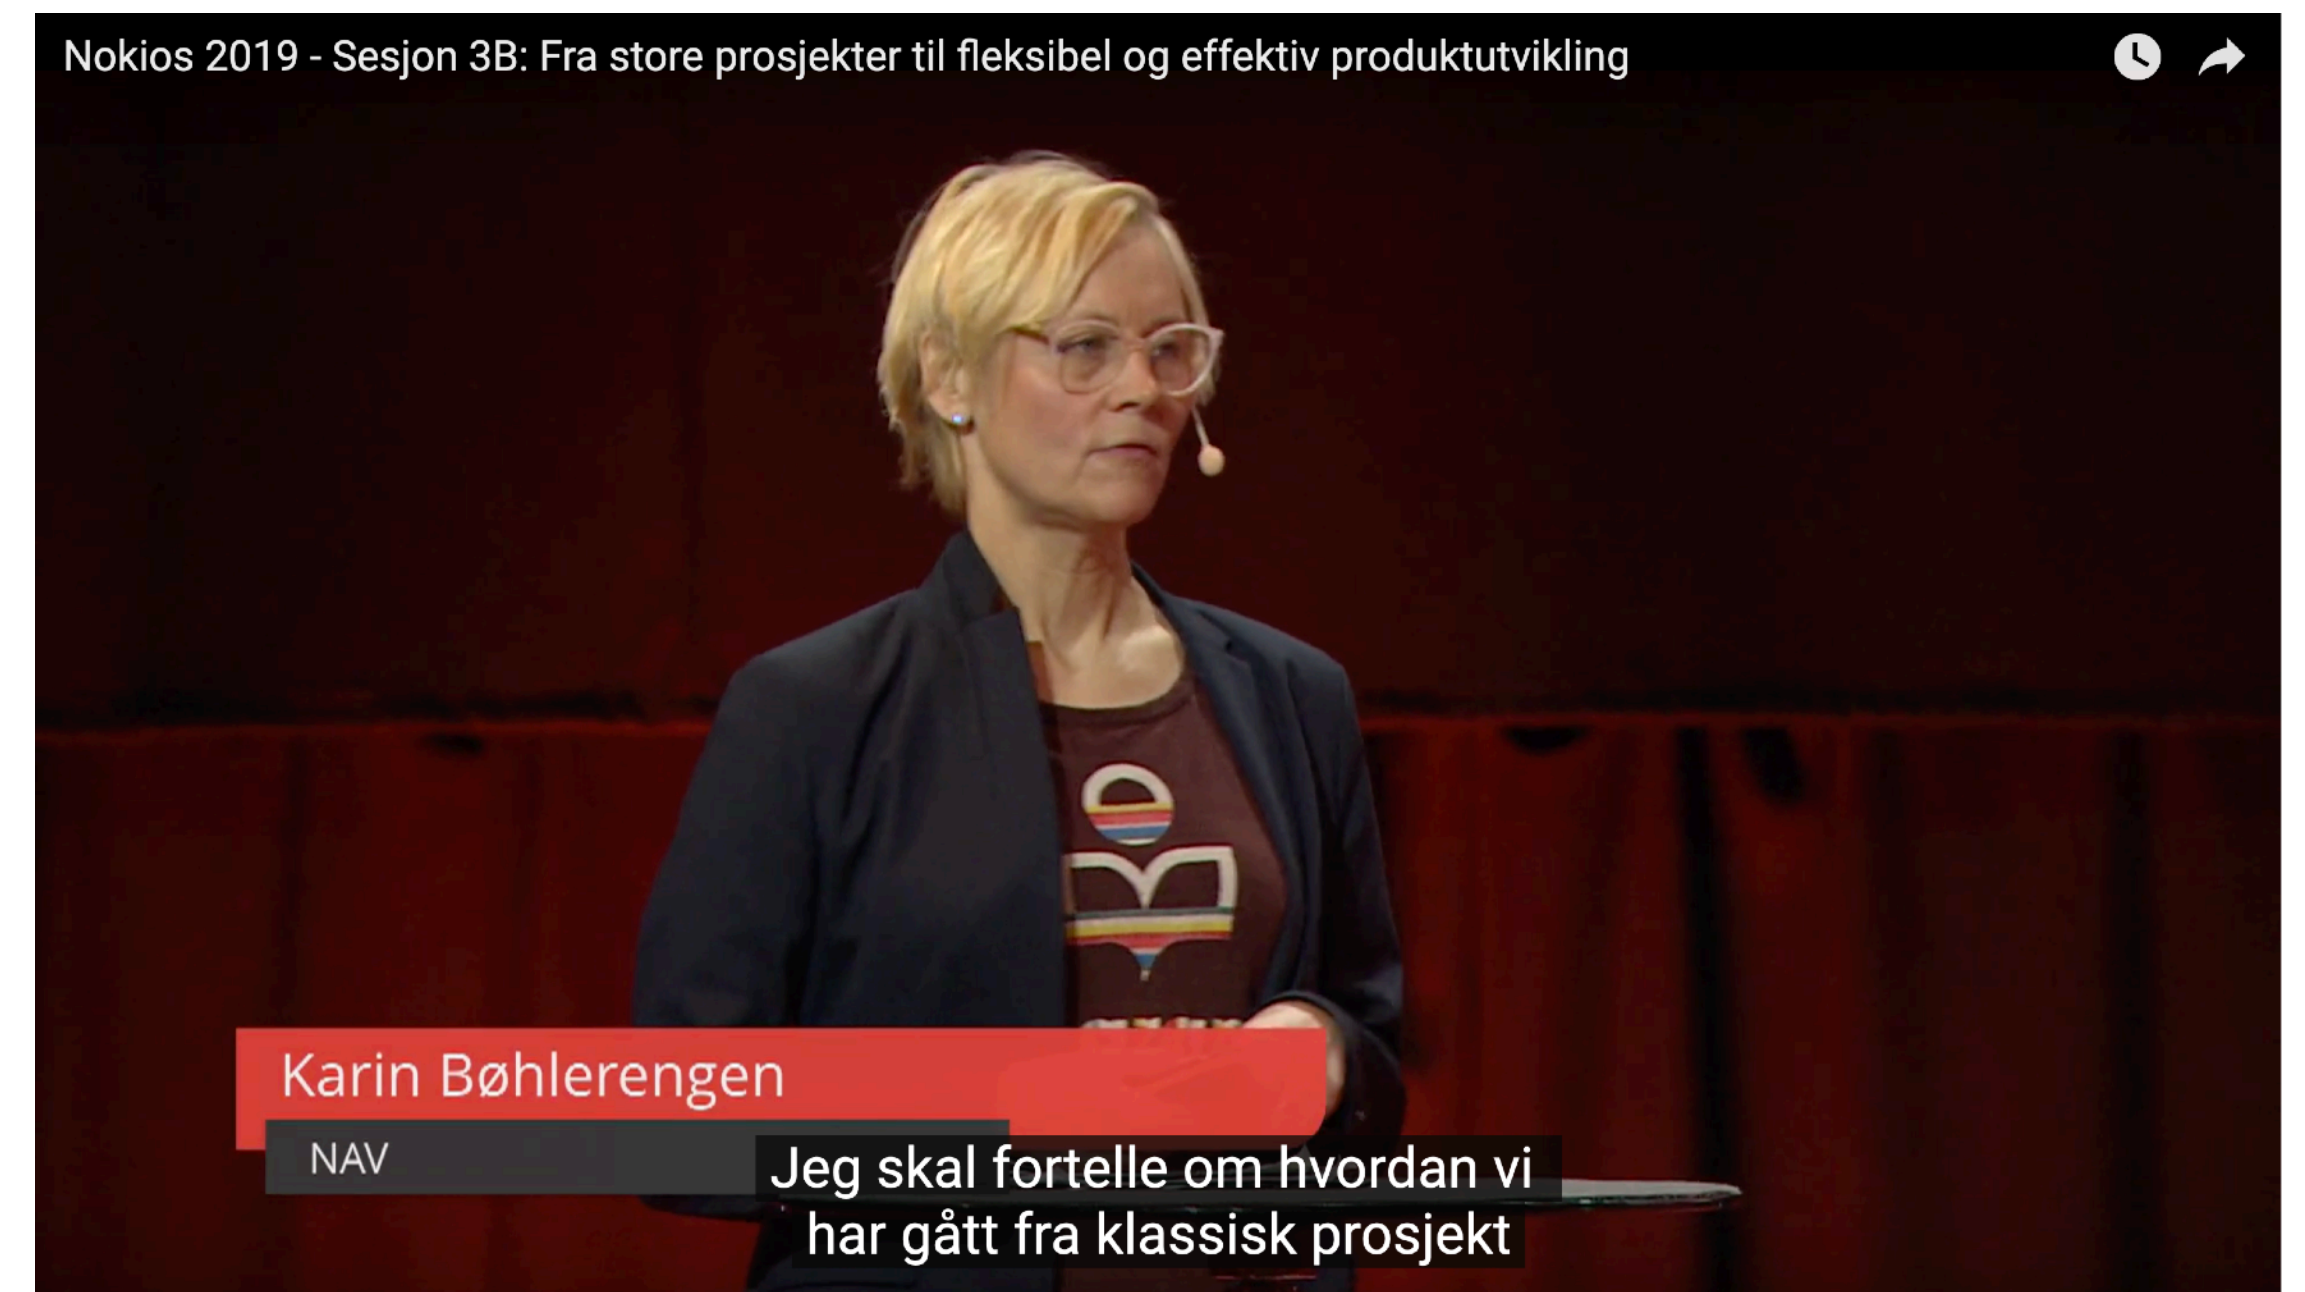 Nokios 2019 - Sesjon 3B: Fra store prosjekter til fleksibel og effektiv produktutvikling
Karin Bøhlerengen
NAV
Jeg skal fortelle om hvordan vi
har gått fra klassisk prosjekt